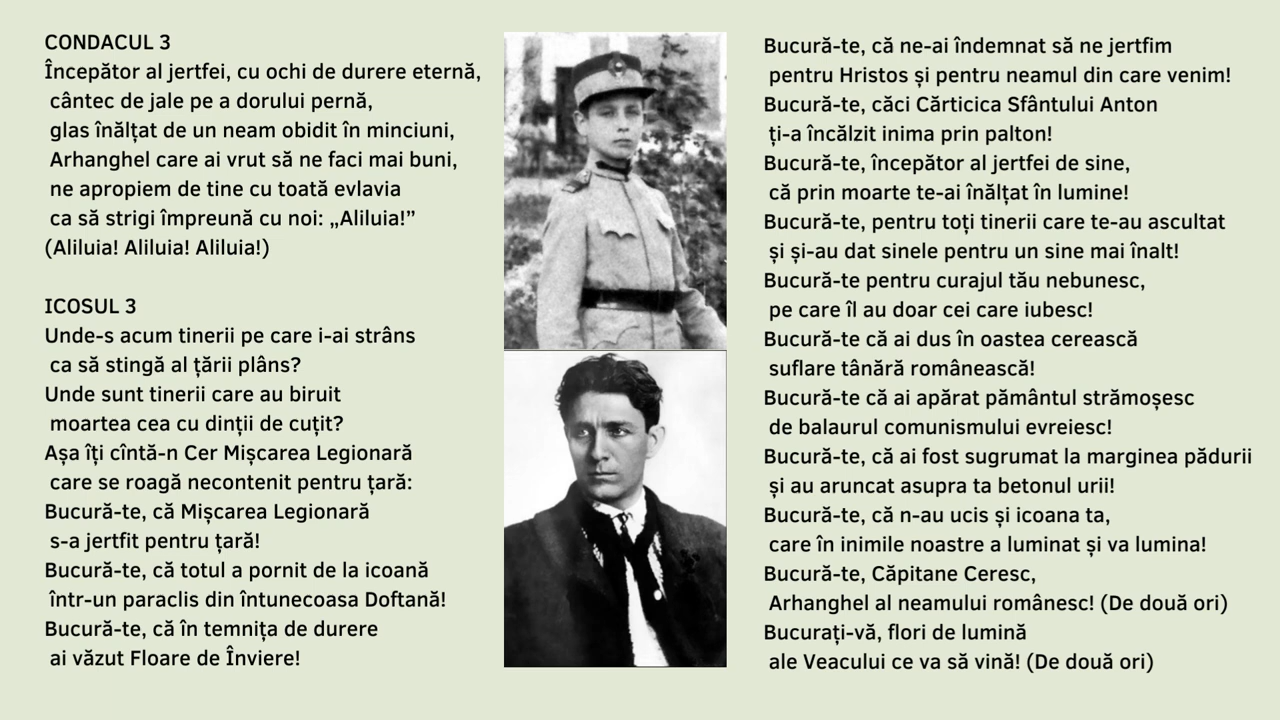 CONDACUL 3
Începător al jertfei, cu ochi de durere eternă,
cântec de jale pe a dorului pernă,
glas înălțat de un neam obidit în minciuni,
Arhanghel care ai vrut să ne faci mai buni,
ne apropiem de tine cu toată evlavia
ca să strigi împreună cu noi: „Aliluia!”
(Aliluia! Aliluia! Aliluia!)
ICOSUL 3
Unde-s acum tinerii pe care i-ai strâns
ca să stingă al țării plâns?
Unde sunt tinerii care au biruit
moartea cea cu dinții de cuțit?
Așa îți cîntă-n Cer Mișcarea Legionară
care se roagă necontenit pentru țară:
Bucură-te, că Mișcarea Legionară
s-a jertfit pentru țară!
Bucură-te, că totul a pornit de la icoană
într-un paraclis din întunecoasa Doftană!
Bucură-te, că în temnița de durere
ai văzut Floare de Înviere!
Bucură-te, că ne-ai îndemnat să ne jertfim
pentru Hristos și pentru neamul din care venim!
Bucură-te, căci Cărticica Sfântului Anton
ți-a încălzit inima prin palton!
Bucură-te, începător al jertfei de sine,
că prin moarte te-ai înălțat în lumine!
Bucură-te, pentru toți tinerii care te-au ascultat
și și-au dat sinele pentru un sine mai înalt!
Bucură-te pentru curajul tău nebunesc,
pe care îl au doar cei care iubesc!
Bucură-te că ai dus în oastea cerească
suflare tânără românească!
Bucură-te că ai apărat pământul strămoșesc
de balaurul comunismului evreiesc!
Bucură-te, că ai fost sugrumat la marginea pădurii
și au aruncat asupra ta betonul urii!
Bucură-te, că n-au ucis și icoana ta,
care în inimile noastre a luminat și va lumina!
Bucură-te, Căpitane Ceresc,
Arhanghel al neamului românesc! (De două ori)
Bucurați-vă, flori de lumină
ale Veacului ce va să vină! (De două ori)